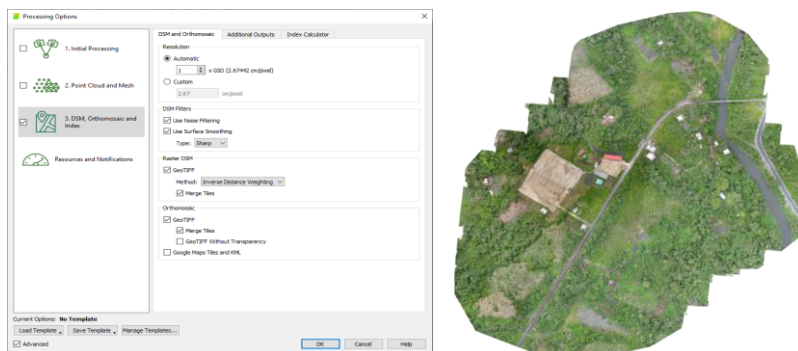 Processing Options
1. Initial Processing
2. Point Cloud and Mesh
3. DSM, Orthomosaic and
Index
Resources and Notifications
DSM and Orthomosaic
Additional Outputs
Index Calculator
Resolution
Automatic
1
x GSD (2.67442 cm/pixel)
Custom
2.67
cm/pixel
DSM Filters
Use Noise Filtering
Use Surface Smoothing
Type:
Sharp
Raster DSM
GeoTIFF
Method:
Inverse Distance Weighting
Merge Tiles
Orthomosaic
GeoTIFF
Merge Tiles
GeoTIFF Without Transparency
Google Maps Tiles and KML
Current Options: No Template
Load Template
Save Template
Manage Templates...
Advanced
OK
Cancel
Help